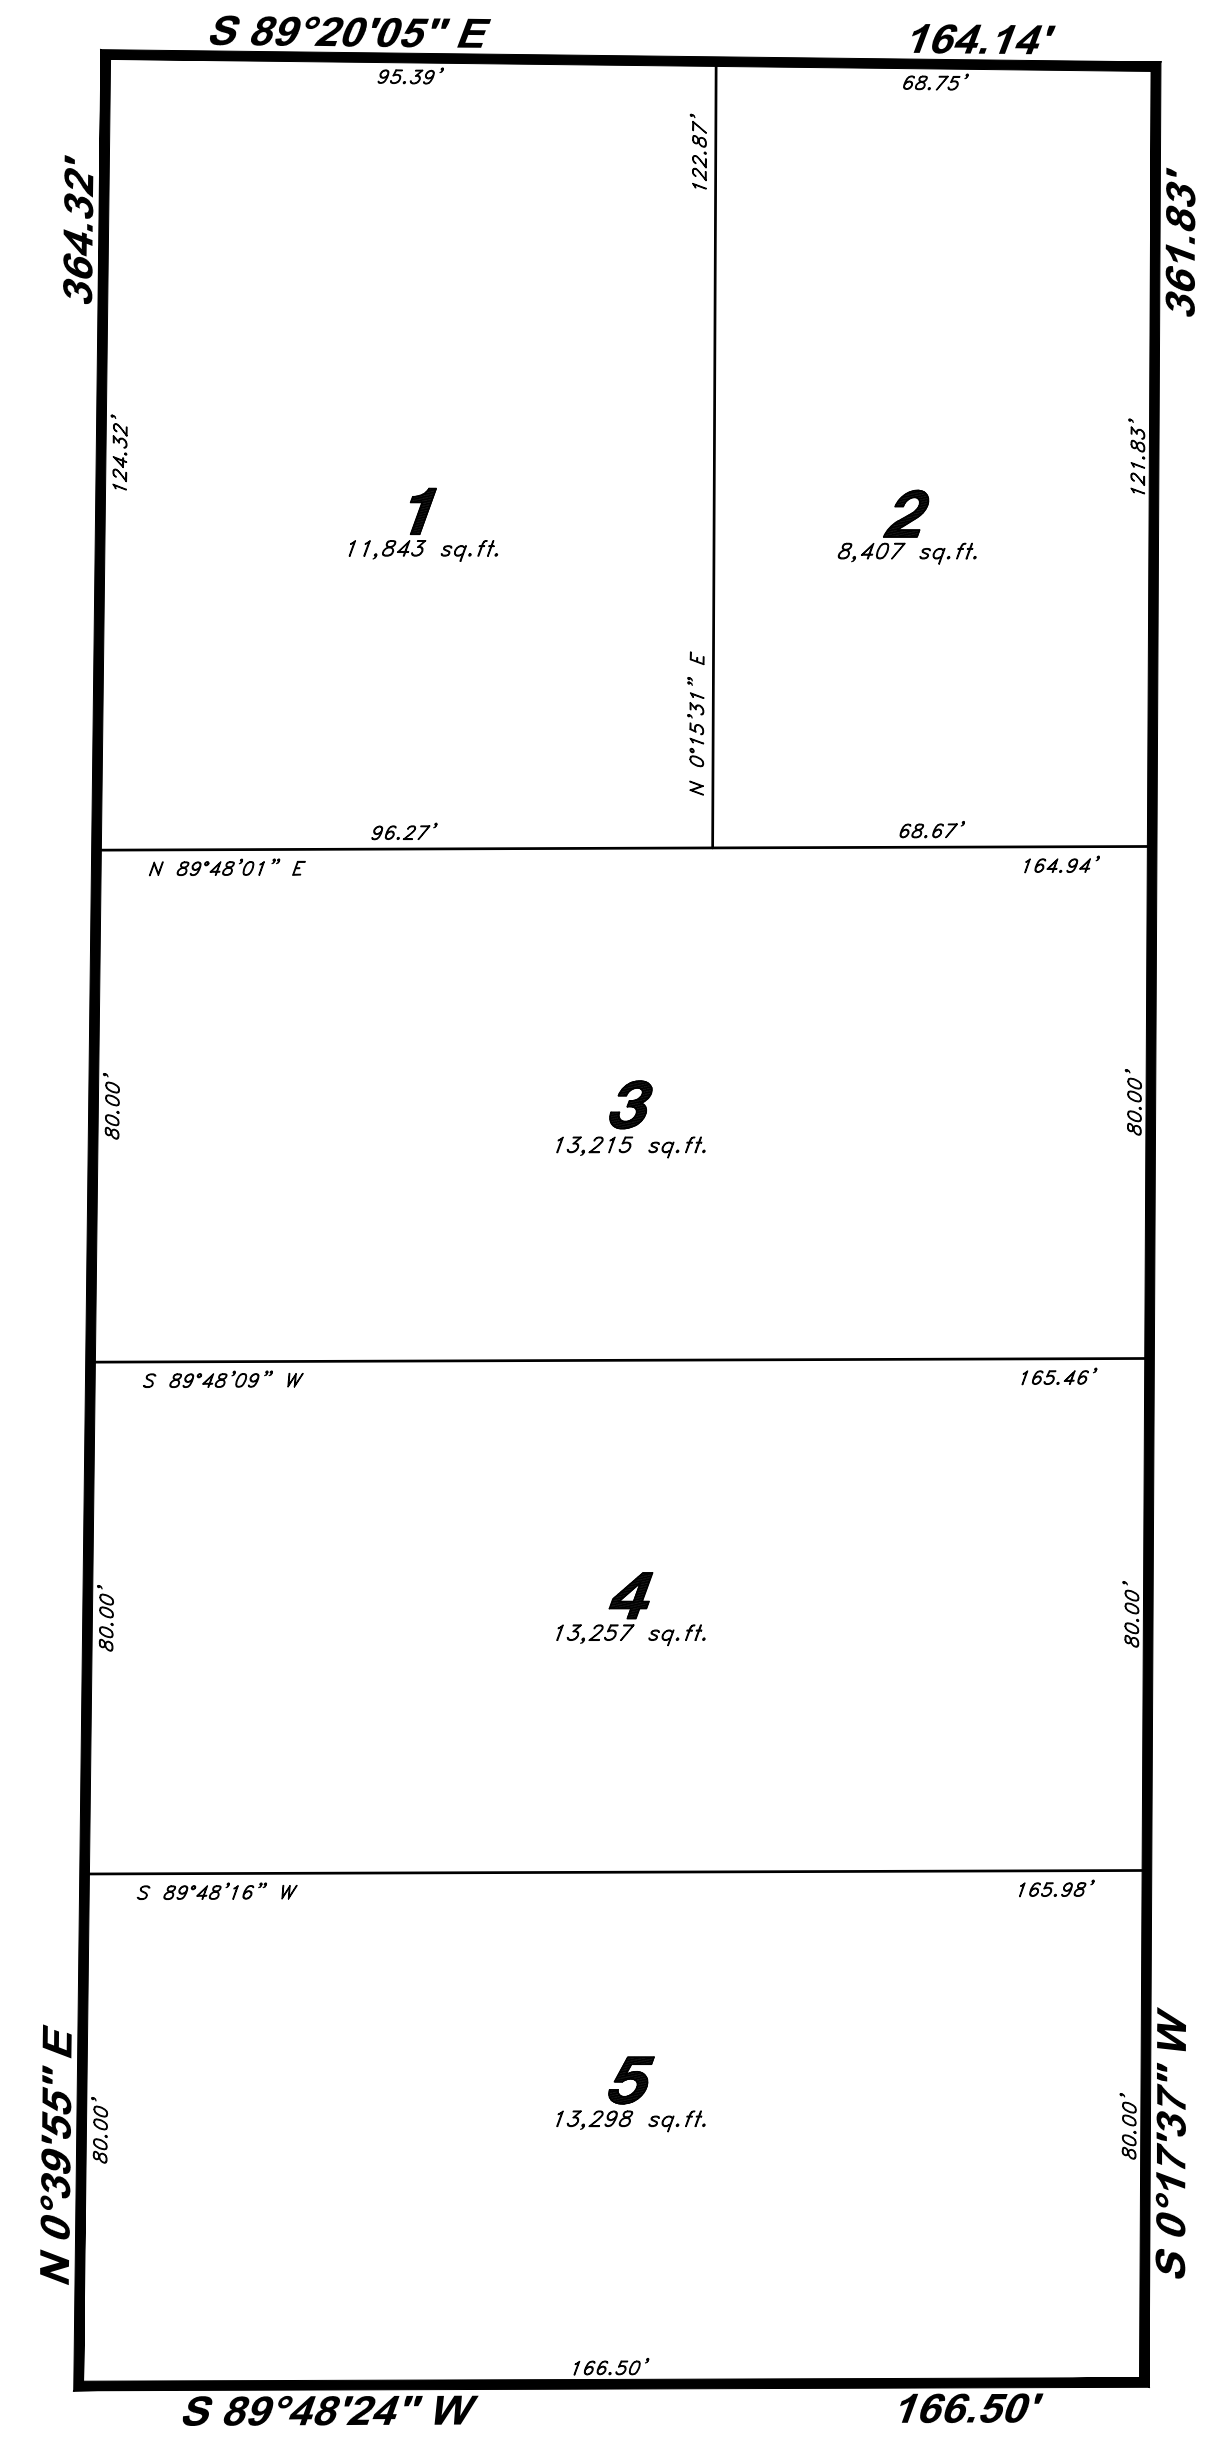 S 89°20'05" E
164.14'
95.39'
68.75'
122.87'
364.32'
361.83'
124.32'
121.83'
1
11,843 sq.ft.
2
8,407 sq.ft.
N 0°15'31" E
96.27'
68.67'
N 89°48'01" E
164.94'
80.00'
80.00'
3
13,215 sq.ft.
S 89°48'09" W
165.46'
80.00'
80.00'
4
13,257 sq.ft.
S 89°48'16" W
165.98'
N 0°39'55" E
S 0°17'37" W
80.00'
80.00'
5
13,298 sq.ft.
166.50'
S 89°48'24" W
166.50'